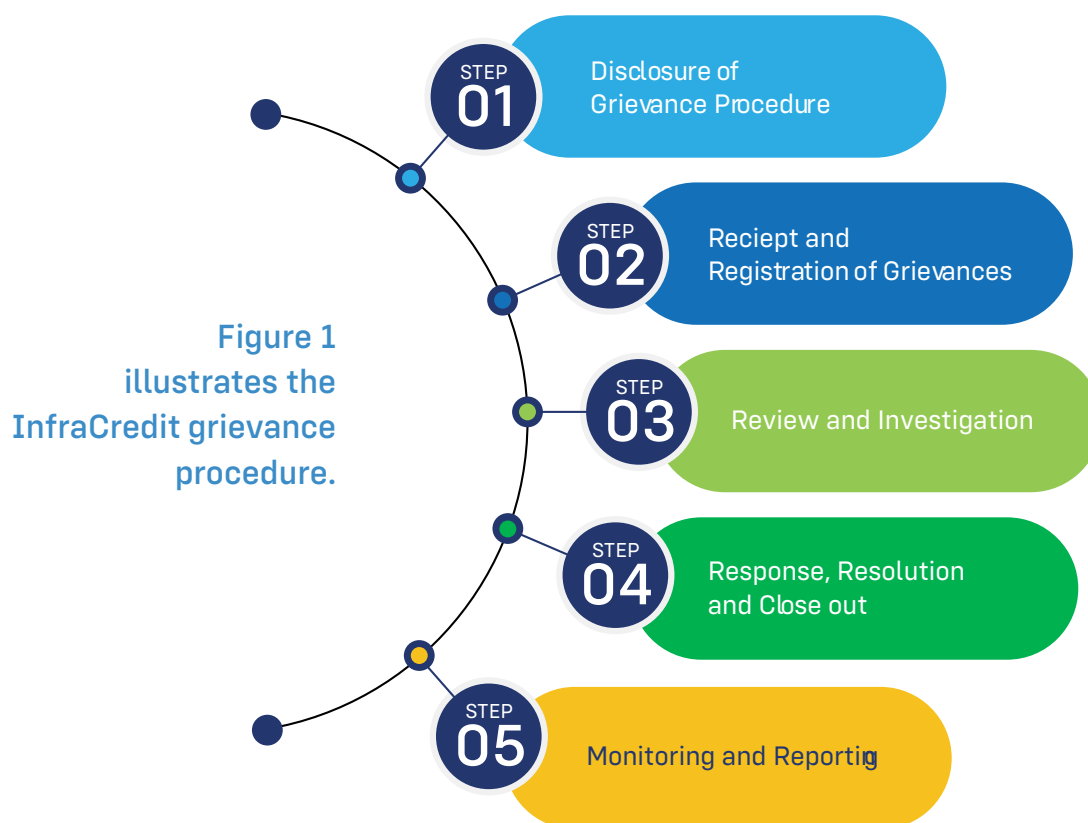 STEP
01
Disclosure of
Grievance Procedure
STEP
02
Reciept and
Registration of Grievances
Figure 1
illustrates the
InfraCredit grievance
procedure.
STEP
03
Review and Investigation
STEP
04
Response, Resolution
and Close out
STEP
05
Monitoring and Reporting